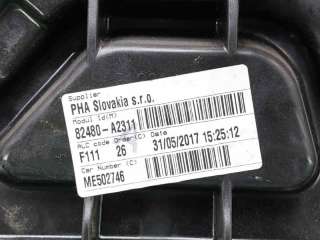 Supplier
PHA Slovakia s.r.o.
Modul Id(M)
82480-A2311
ALC code Order(C) Date
F111 26 31/05/2017 15:25:12
Car Number (C)
ME502746